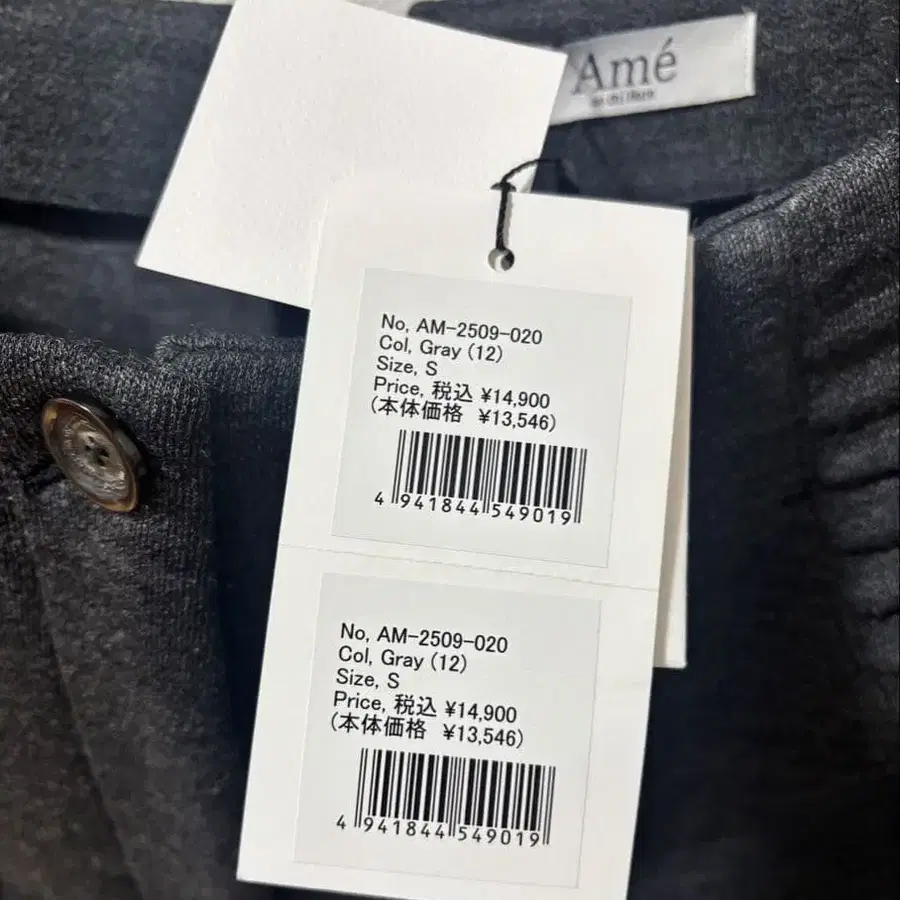 Amé
No, AM-2509-020
Col, Gray (12)
Size, S
Price, 税込 ¥14,900
(本体価格 ¥13,546)
4 941844 549019
No, AM-2509-020
Col, Gray (12)
Size, S
Price, 税込 ¥14,900
(本体価格 ¥13,546)
4 941844 549019